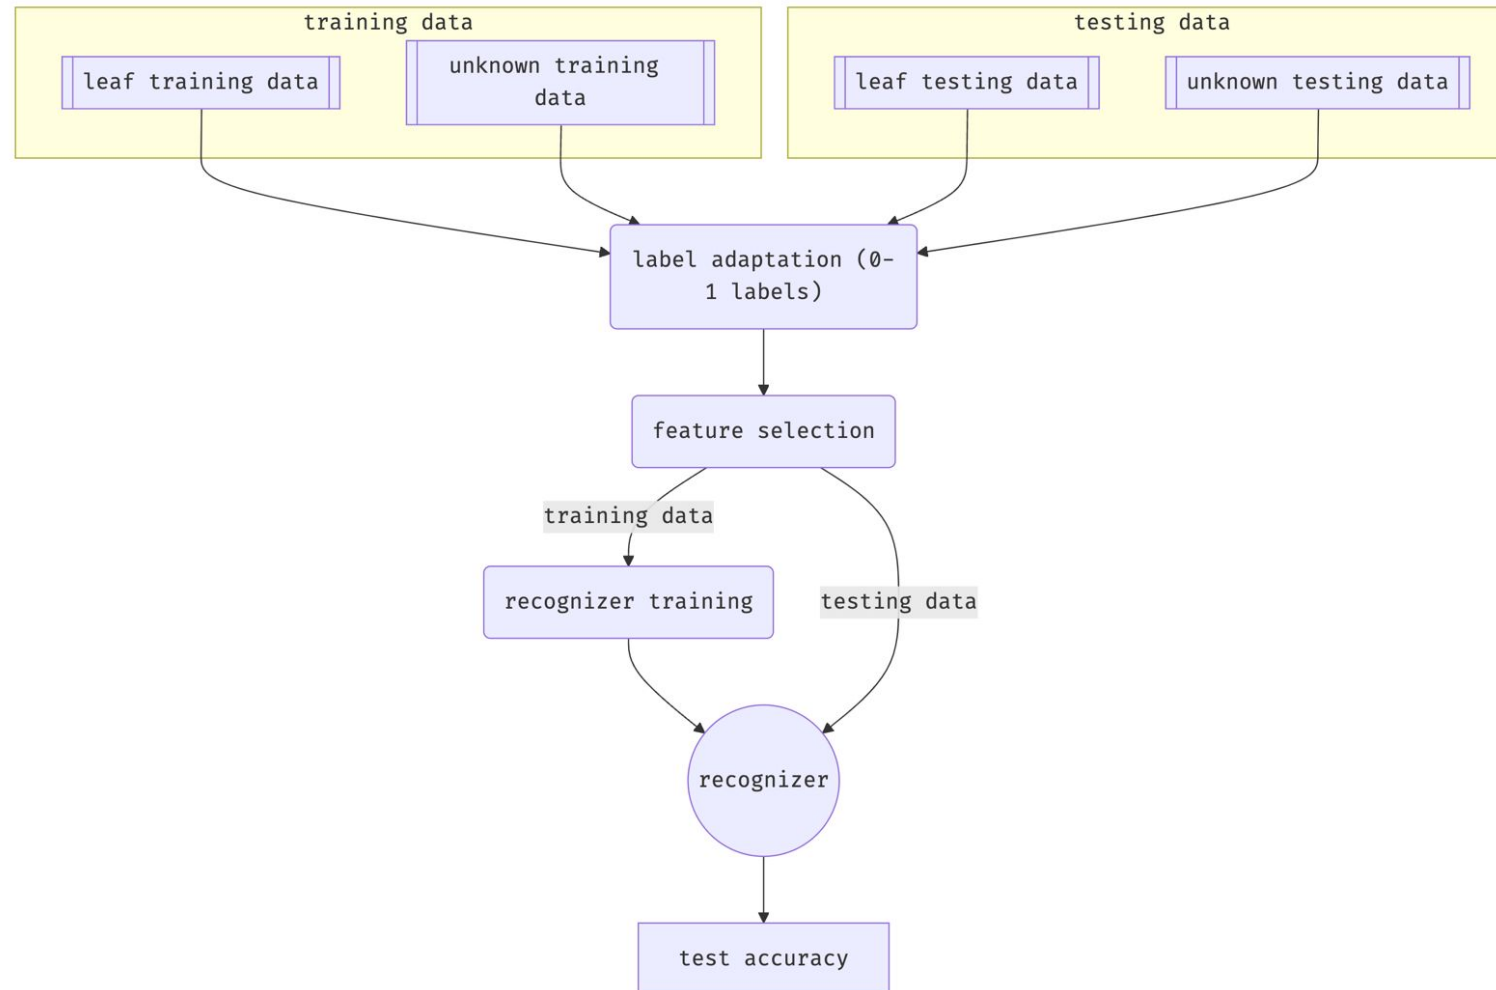 training data
testing data
leaf training data
unknown training
data
leaf testing data
unknown testing data
label adaptation (0-
1 labels)
feature selection
training data
recognizer training
testing data
recognizer
test accuracy